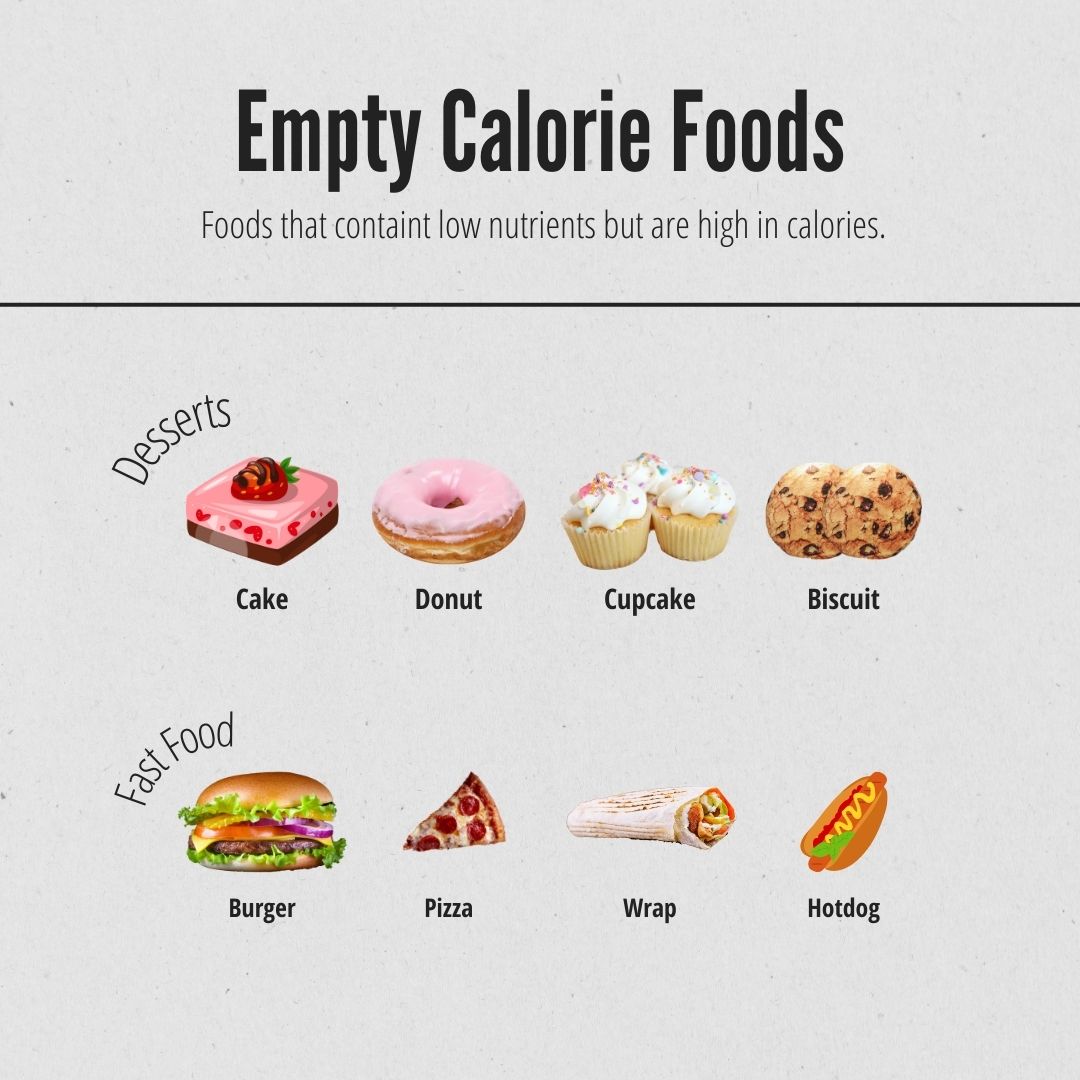 Empty Calorie Foods
Foods that containt low nutrients but are high in calories.
Desserts
Cake
Donut
Cupcake
Biscuit
Fast Food
Burger
Pizza
Wrap
Hotdog